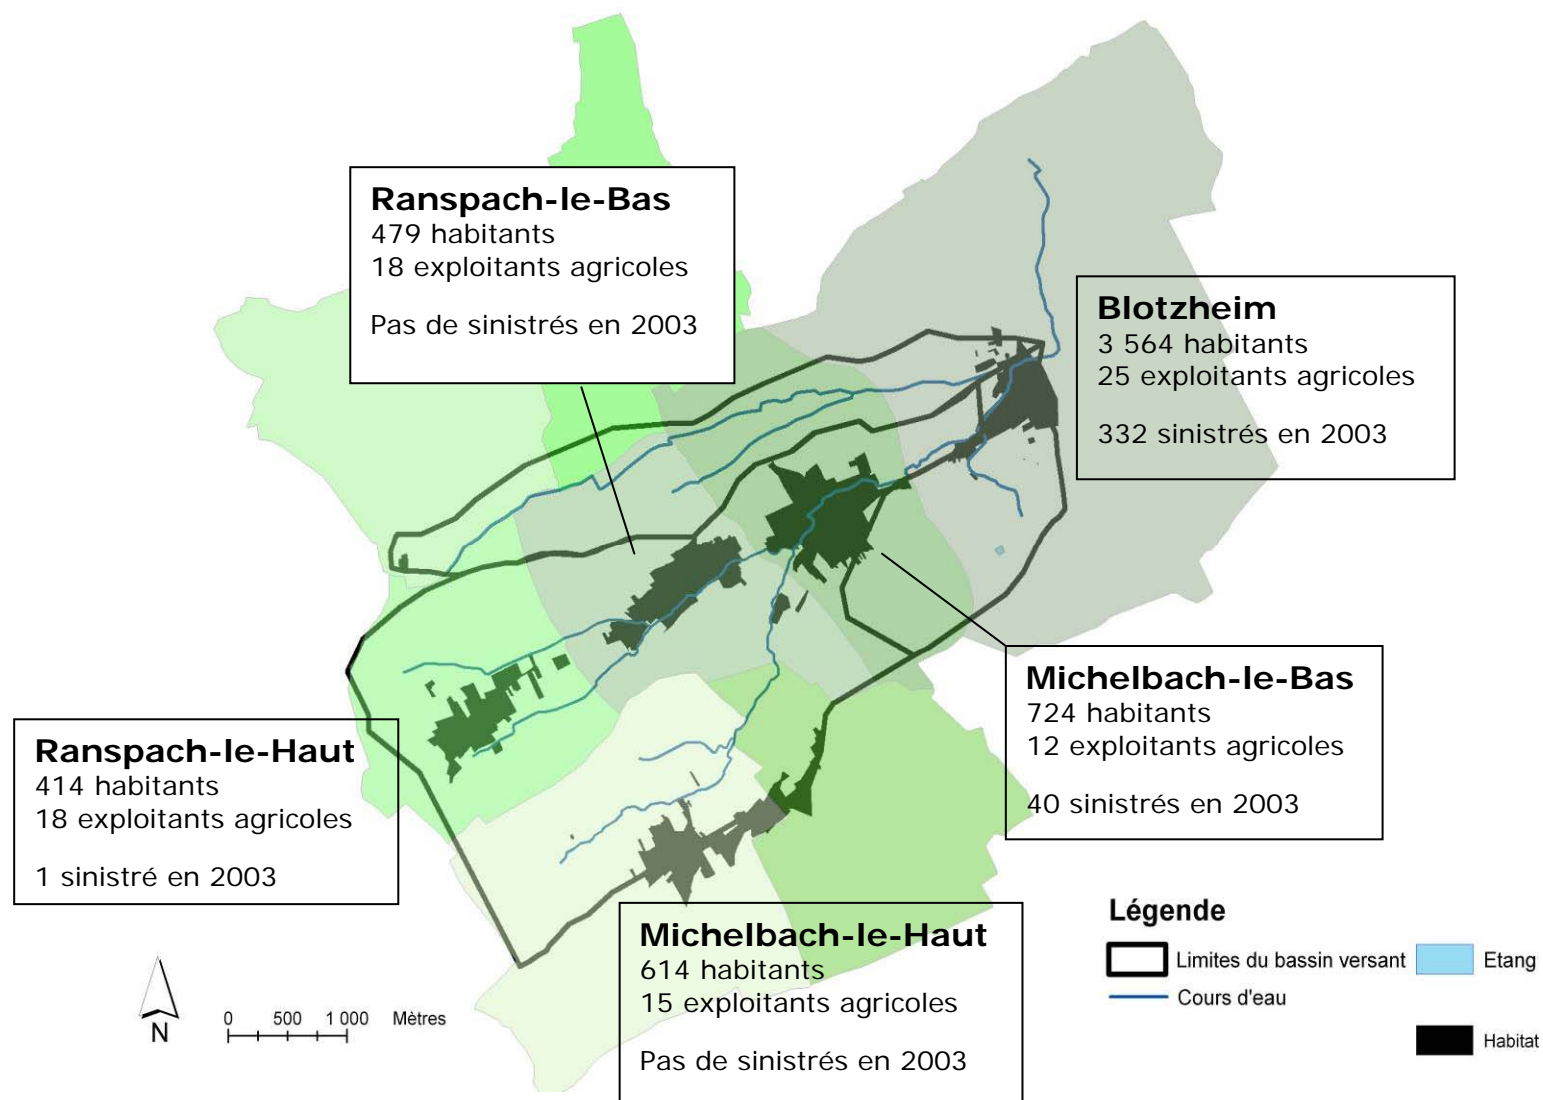 Ranspach-le-Bas
479 habitants
18 exploitants agricoles
Pas de sinistrés en 2003
Blotzheim
3 564 habitants
25 exploitants agricoles
332 sinistrés en 2003
Michelbach-le-Bas
724 habitants
12 exploitants agricoles
40 sinistrés en 2003
Ranspach-le-Haut
414 habitants
18 exploitants agricoles
1 sinistré en 2003
Michelbach-le-Haut
614 habitants
15 exploitants agricoles
Pas de sinistrés en 2003
Légende
Limites du bassin versant
Etang
Cours d'eau
Habitat
N
0 500 1 000 Mètres